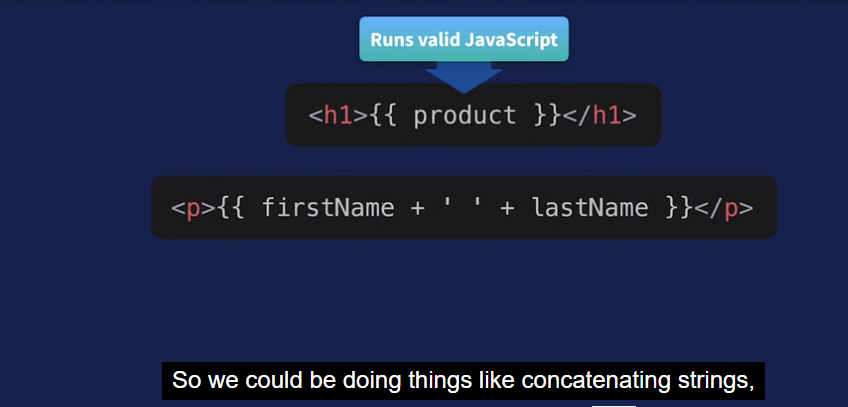 Runs valid JavaScript
<h1>{{ product }}</h1>
<p>{{ firstName + ' ' + lastName }}</p>
So we could be doing things like concatenating strings,